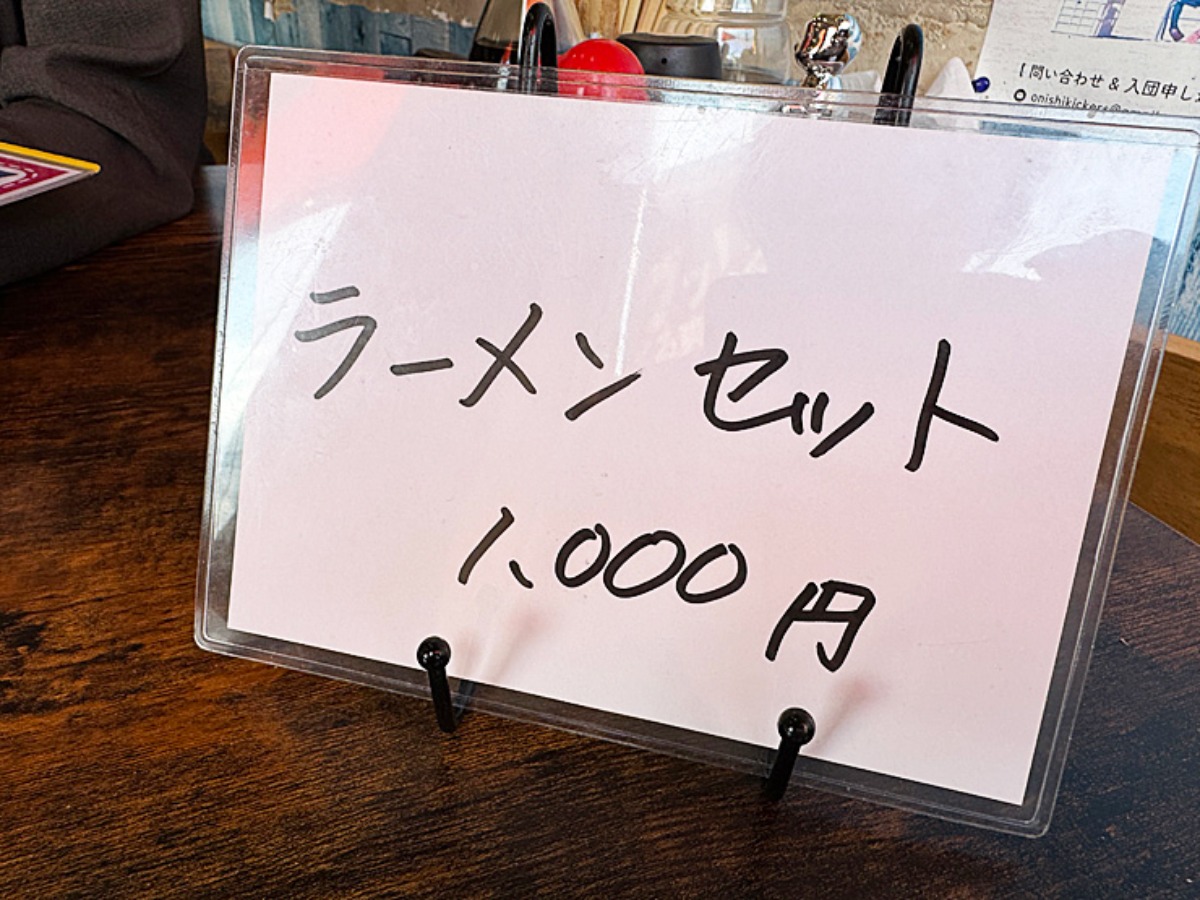 ラーメンセット
1,000円
【問い合わせ & 入団申し
onishikickers@